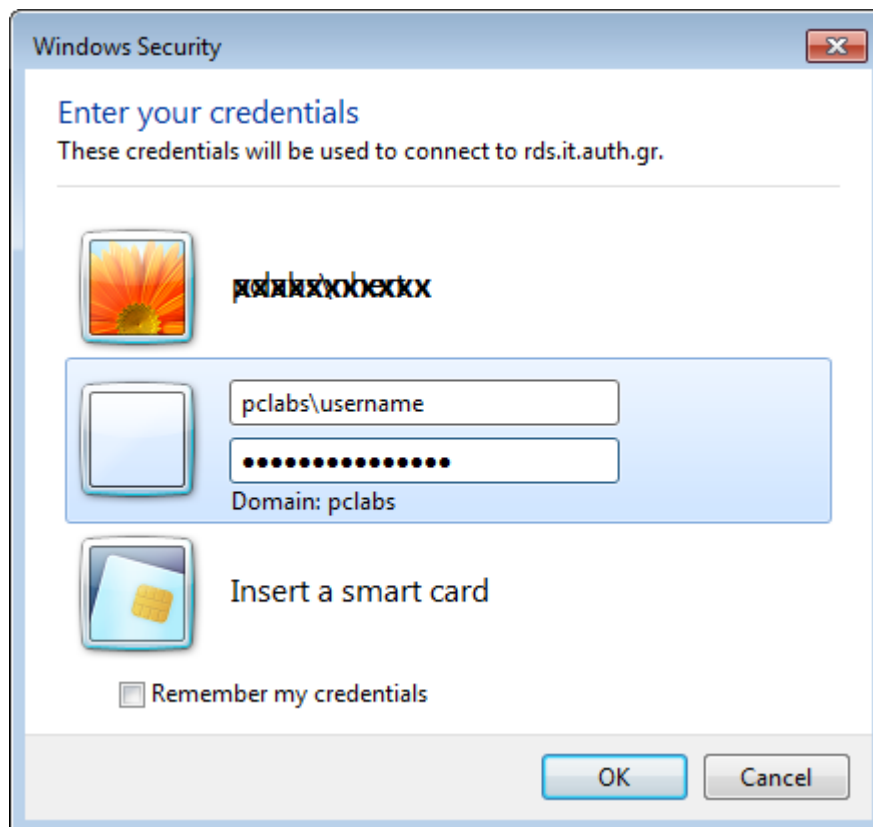 Windows Security
Enter your credentials
These credentials will be used to connect to rds.it.auth.gr.
pclabs\username
●●●●●●●●●●●●●●●
Domain: pclabs
Insert a smart card
Remember my credentials
OK
Cancel